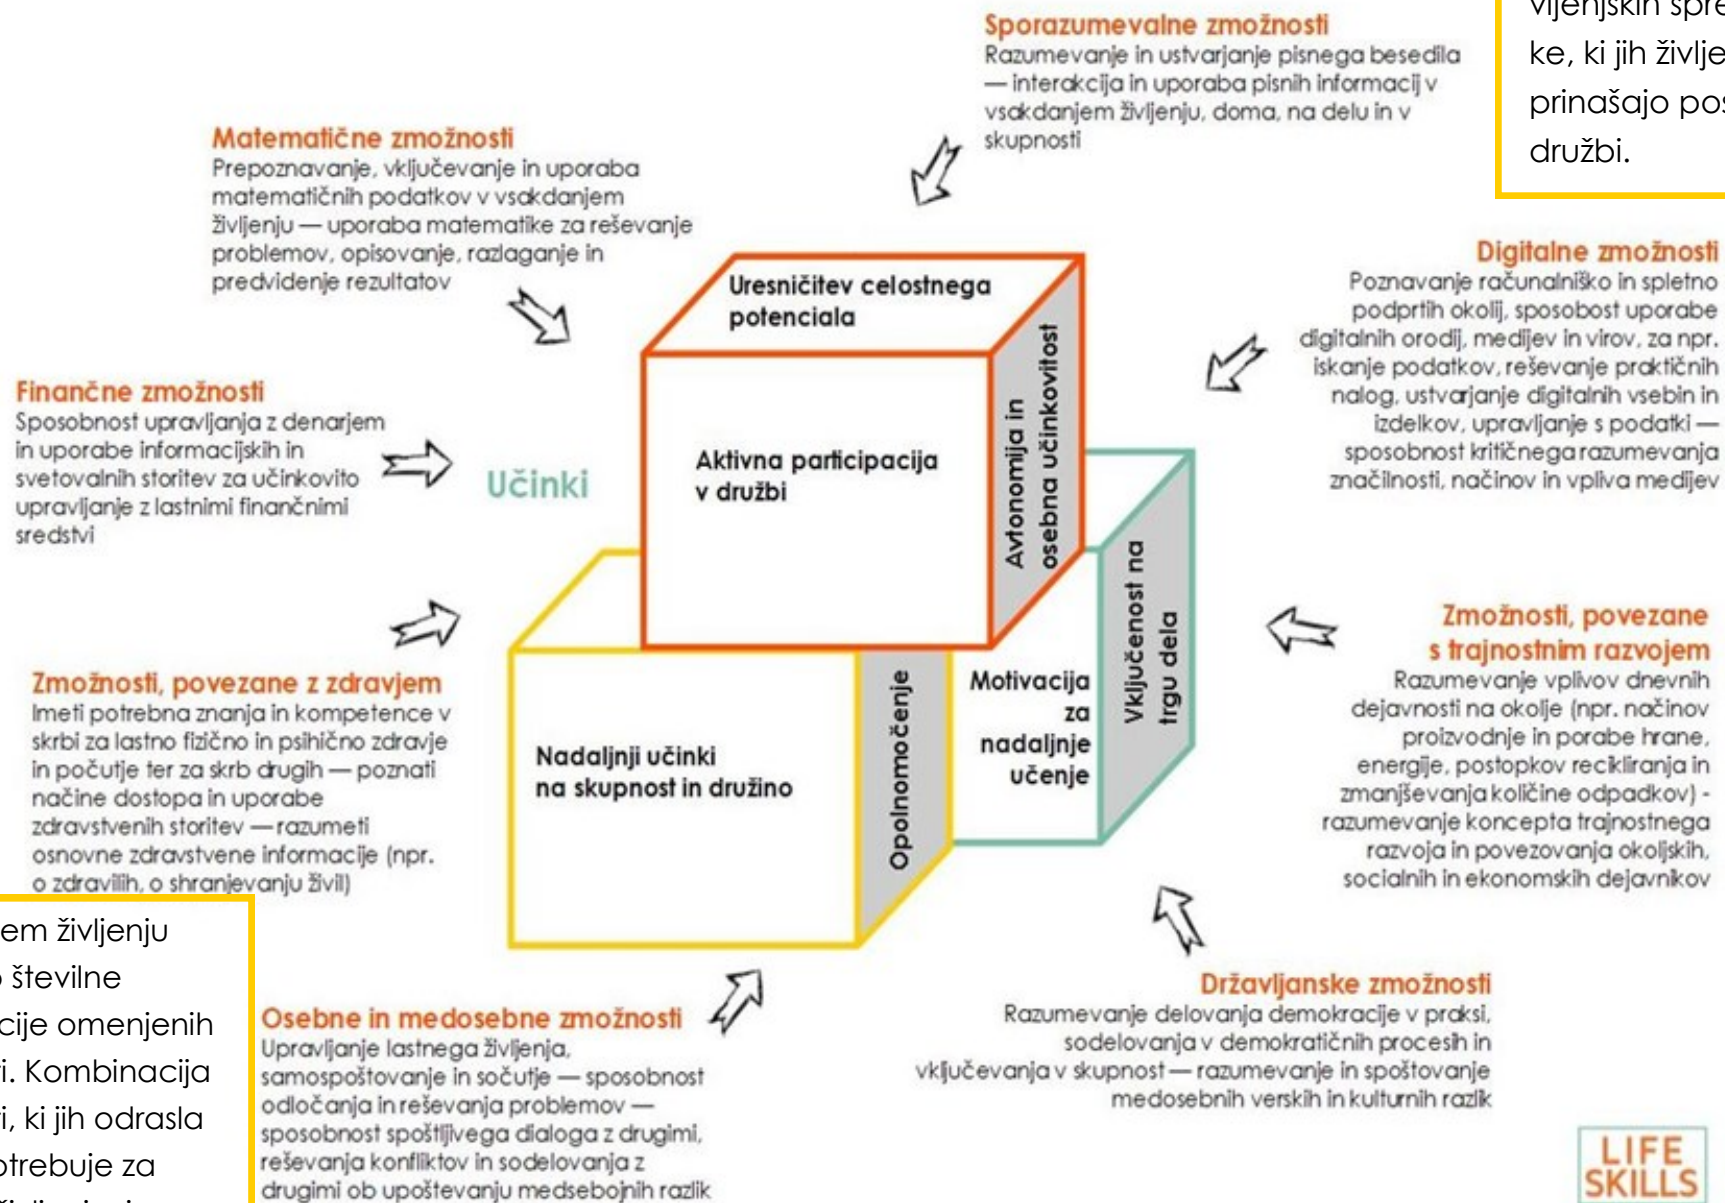 Sporazumevalne zmožnosti
Razumevanje in ustvarjanje pisnega besedila
— interakcija in uporaba pisnih informacij v
vsakdanjem življenju, doma, na delu in v
skupnosti
ke, ki jih življe
prinašajo pos
družbi.
Matematične zmožnosti
Prepoznavanje, vključevanje in uporaba
matematičnih podatkov v vsakdanjem
življenju — uporaba matematike za reševanje
problemov, opisovanje, razlaganje in
predvidenje rezultatov
Digitalne zmožnosti
Poznavanje računalniško in spletno
podprtih okolij, sposobost uporabe
digitalnih orodij, medijev in virov, za npr.
iskanje podatkov, reševanje praktičnih
nalog, ustvarjanje digitalnih vsebin in
izdelkov, upravljanje s podatki —
sposobnost kritičnega razumevanja
značilnosti, načinov in vpliva medijev
Finančne zmožnosti
Sposobnost upravljanja z denarjem
in uporabe informacijskih in
svetovalnih storitev za učinkovito
upravljanje z lastnimi finančnimi
sredstvi
Učinki
Uresničitev celostnega
potenciala
Aktivna participacija
v družbi
Avtonomija in
osebna učinkovitost
Nadaljnji učinki
na skupnost in družino
Opolnomočenje
Motivacija
za
nadaljnje
učenje
Vključenost na
trgu dela
Zmožnosti, povezane z zdravjem
Imeti potrebna znanja in kompetence v
skrbi za lastno fizično in psihično zdravje
in počutje ter za skrb drugih — poznati
načine dostopa in uporabe
zdravstvenih storitev — razumeti
osnovne zdravstvene informacije (npr.
o zdravilih, o shranjevanju živil)
Zmožnosti, povezane
s trajnostnim razvojem
Razumevanje vplivov dnevnih
dejavnosti na okolje (npr. načinov
proizvodnje in porabe hrane,
energije, postopkov recikliranja in
zmanjševanja količine odpadkov) -
razumevanje koncepta trajnostnega
razvoja in povezovanja okoljskih,
socialnih in ekonomskih dejavnikov
em življenju
številne
cije omenjenih
i. Kombinacija
i, ki jih odrasla
otrebuje za
Osebne in medosebne zmožnosti
Upravljanje lastnega življenja,
samospoštovanje in sočutje — sposobnost
odločanja in reševanja problemov —
sposobnost spoštljivega dialoga z drugimi,
reševanja konfliktov in sodelovanja z
drugimi ob upoštevanju medsebojnih razlik
Državljanske zmožnosti
Razumevanje delovanja demokracije v praksi,
sodelovanja v demokratičnih procesih in
vključevanja v skupnost — razumevanje in spoštovanje
medosebnih verskih in kulturnih razlik
LIFE
SKILLS